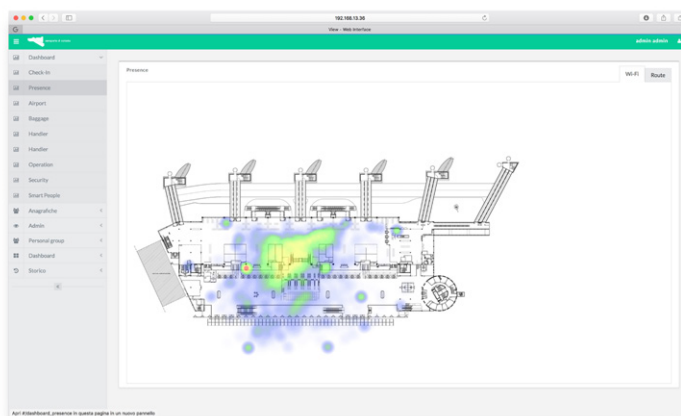 192.168.13.36
View - Web Interface
admin admin
Dashboard
Check-In
Presence
Airport
Baggage
Handler
Handler
Operation
Security
Smart People
Anagrafiche
Admin
Personal group
Dashboard
Storico
Presence
Wi-Fi
Route
Apri #/dashboard_presence in questa pagina in un nuovo pannello